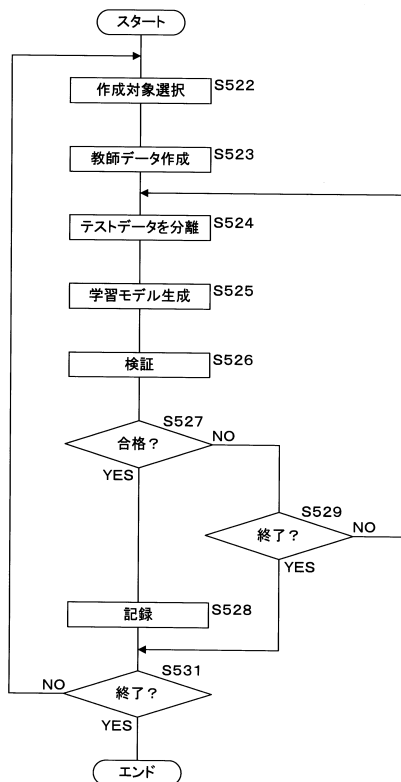 スタート
作成対象選択 S522
教師データ作成 S523
テストデータを分離 S524
学習モデル生成 S525
検証 S526
S527
合格?
NO
YES
S529
終了?
NO
YES
記録 S528
S531
NO
終了?
YES
エンド